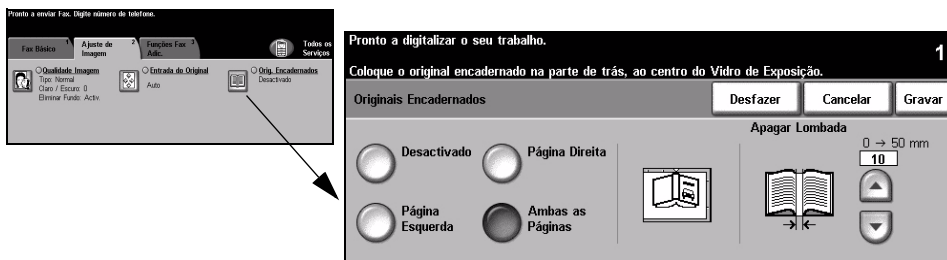 Pronto a enviar Fax. Digite número de telefone.
Fax Básico 1
Ajuste de Imagem 2
Funções Fax Adic. 3
Todos os Serviços
Qualidade Imagem
Tipo: Normal
Claro / Escuro: 0
Eliminar Fundo: Activ.
Entrada do Original
Auto
Orig. Encadernados
Desactivado
Pronto a digitalizar o seu trabalho.
1
Coloque o original encadernado na parte de trás, ao centro do Vidro de Exposição.
Originais Encadernados
Desfazer
Cancelar
Gravar
Desactivado
Página Direita
Página Esquerda
Ambas as Páginas
Apagar Lombada
0 → 50 mm
10